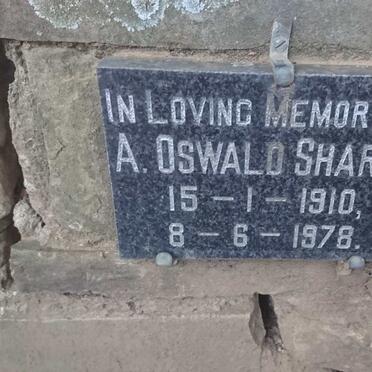 IN LOVING MEMOR
A. OSWALD SHAR
15-1-1910,
8-6-1978.